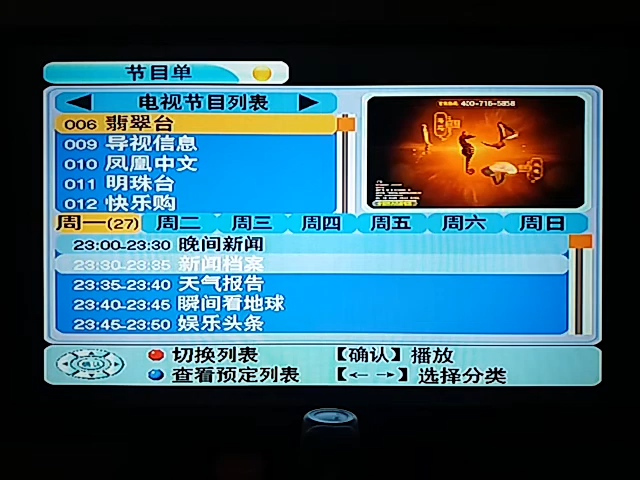 节目单
电视节目列表
006 翡翠台
009 导视信息
010 凤凰中文
011 明珠台
012 快乐购
400-716-5858
周一(27) 周二 周三 周四 周五 周六 周日
23:00-23:30 晚间新闻
23:30-23:35 新闻档案
23:35-23:40 天气报告
23:40-23:45 瞬间看地球
23:45-23:50 娱乐头条
确认
切换列表 【确认】播放
查看预定列表 【←→】选择分类